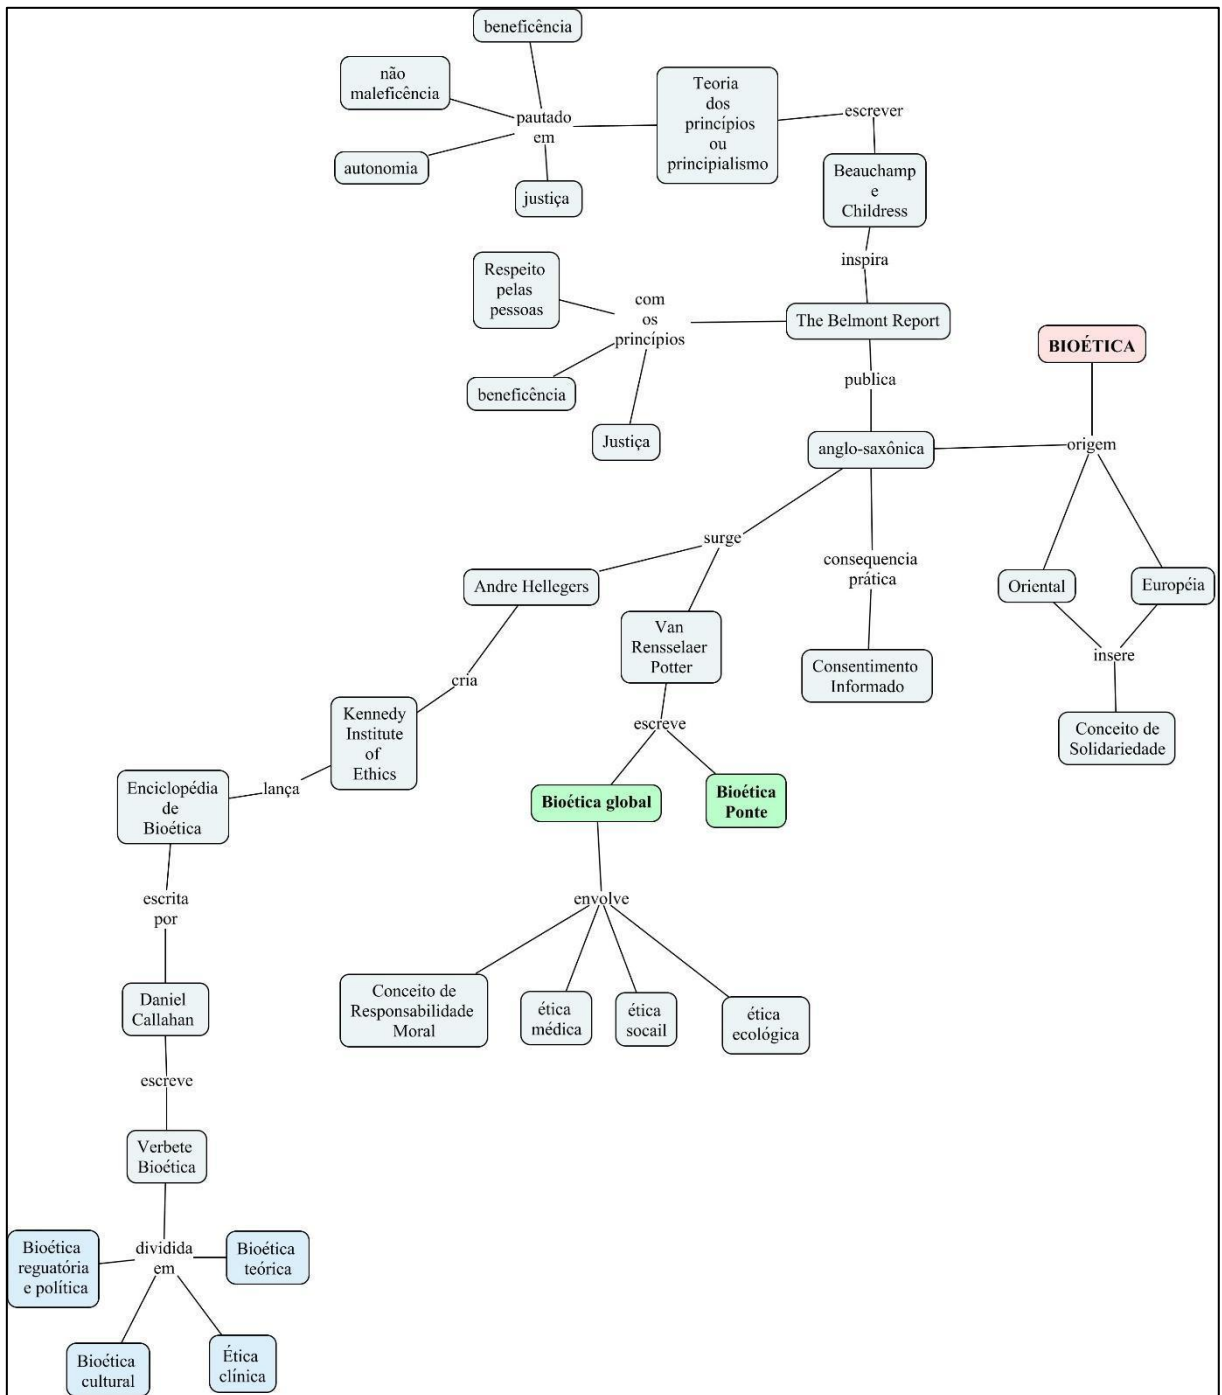 beneficência
não
maleficência
pautado
em
autonomia
justiça
Teoria
dos
princípios
ou
principialismo
escrever
Beauchamp
e
Childress
inspira
Respeito
pelas
pessoas
com
os
princípios
The Belmont Report
beneficência
Justiça
publica
BIOÉTICA
anglo-saxônica
origem
surge
consequencia
prática
Oriental
Européia
insere
Conceito de
Solidariedade
Consentimento
Informado
Andre Hellegers
Van
Rensselaer
Potter
cria
escreve
Kennedy
Institute
of
Ethics
lança
Enciclopédia
de
Bioética
Bioética global
Bioética
Ponte
escrita
por
envolve
Daniel
Callahan
Conceito de
Responsabilidade
Moral
ética
médica
ética
socail
ética
ecológica
escreve
Verbete
Bioética
dividida
em
Bioética
reguatória
e política
Bioética
teórica
Bioética
cultural
Ética
clínica